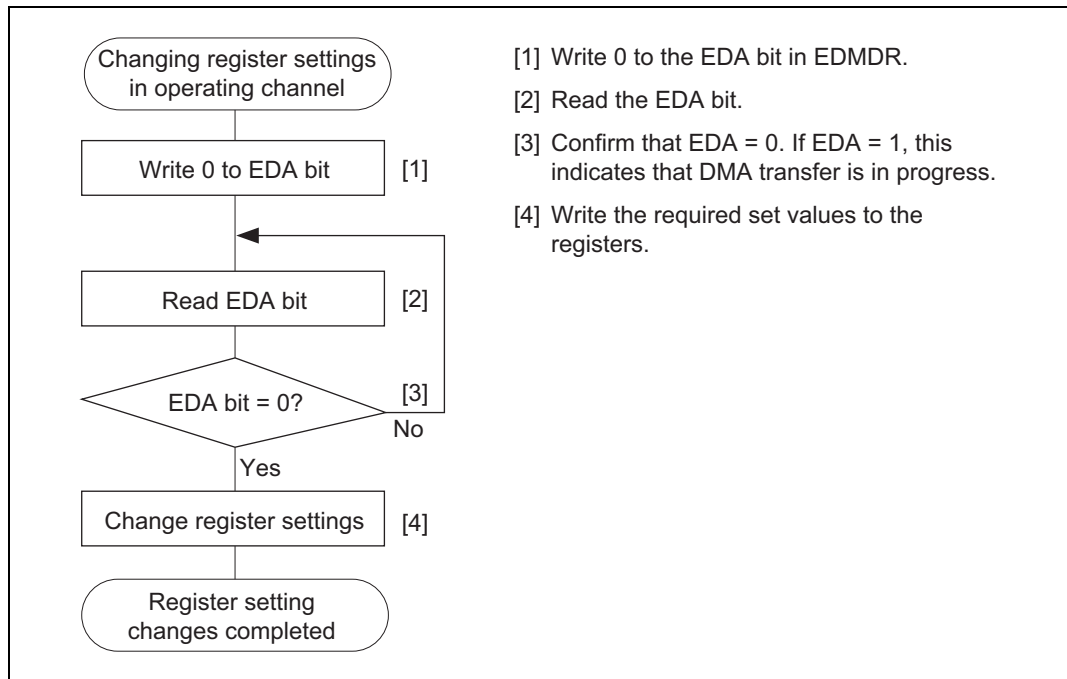 Changing register settings
in operating channel
Write 0 to EDA bit
[1]
Read EDA bit
[2]
EDA bit = 0?
[3]
No
Yes
Change register settings
[4]
Register setting
changes completed
[1] Write 0 to the EDA bit in EDMDR.
[2] Read the EDA bit.
[3] Confirm that EDA = 0. If EDA = 1, this
indicates that DMA transfer is in progress.
[4] Write the required set values to the
registers.